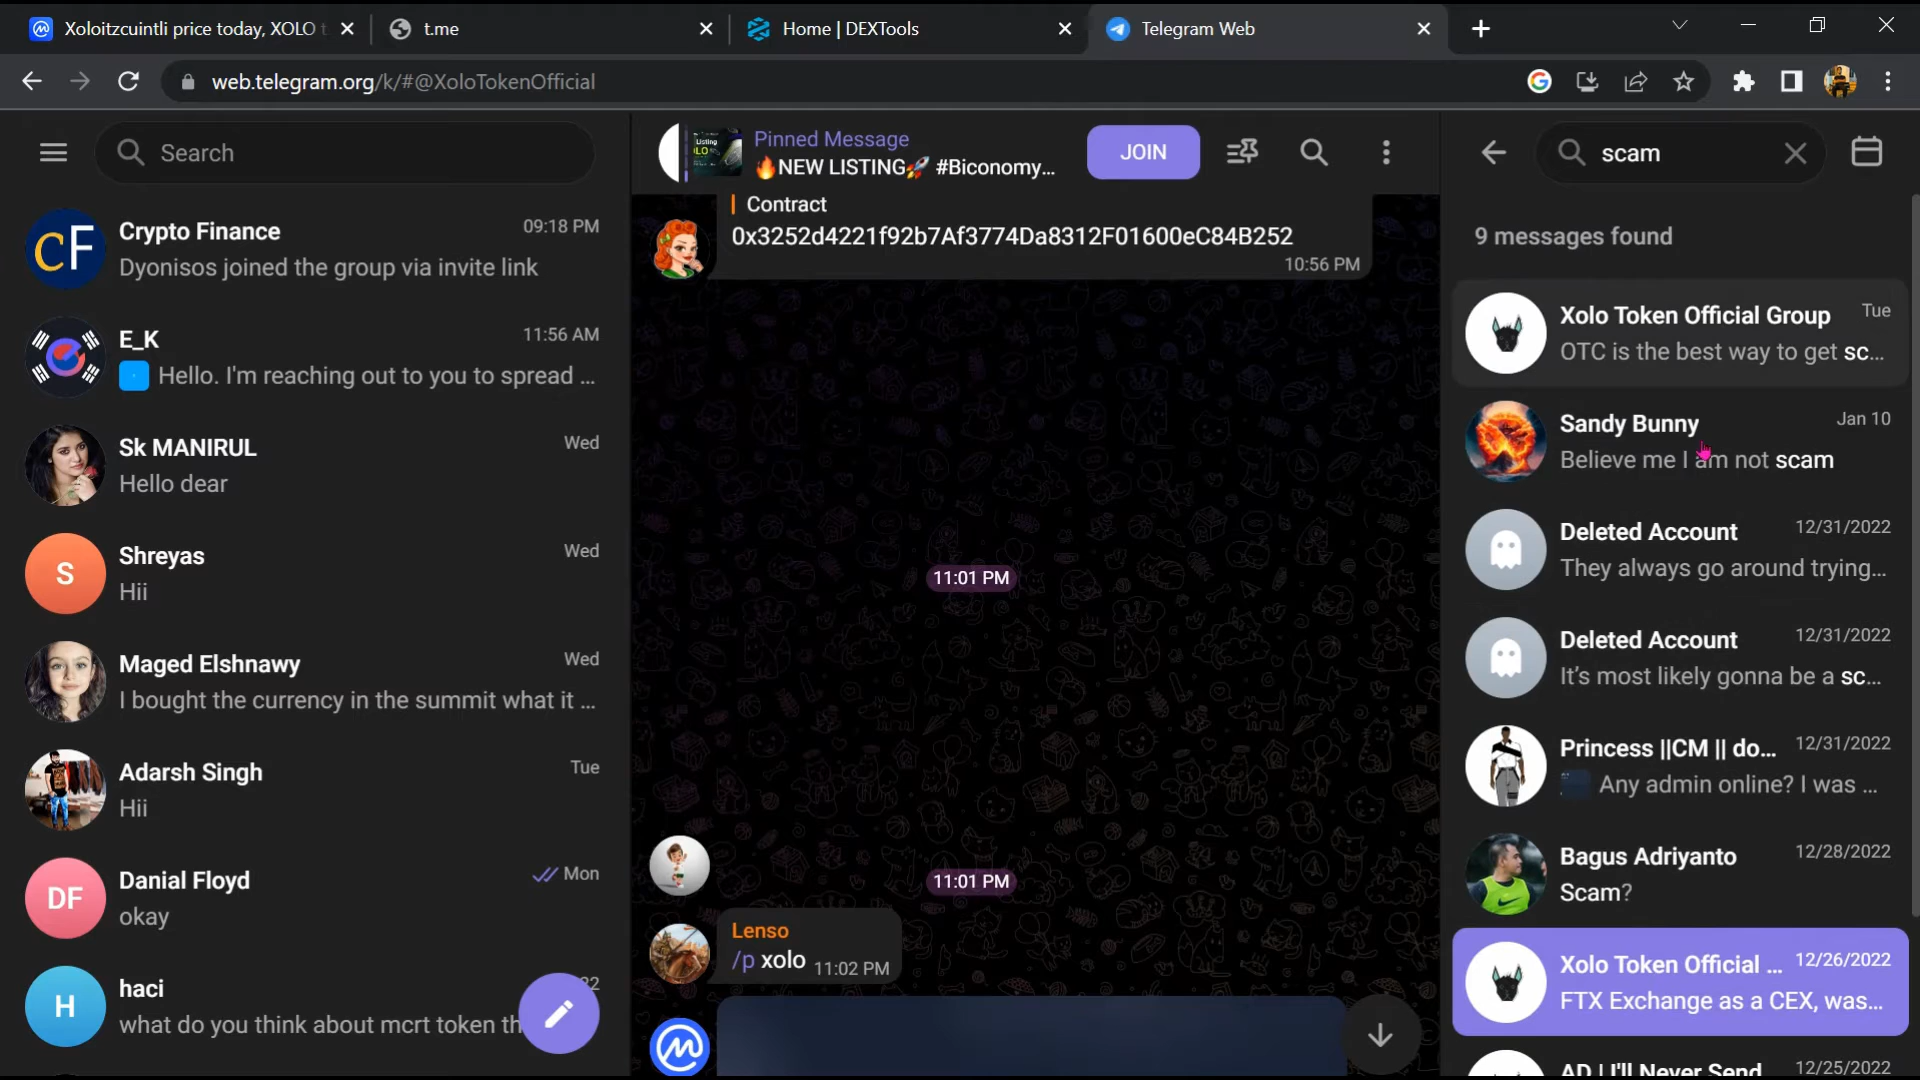 Xoloitzcuintli price today, XOLO t
t.me
Home | DEXTools
Telegram Web
web.telegram.org/k/#@XoloTokenOfficial
Search
Crypto Finance
09:18 PM
Dyonisos joined the group via invite link
E_K
11:56 AM
Hello. I'm reaching out to you to spread ...
Sk MANIRUL
Wed
Hello dear
S
Shreyas
Wed
Hii
Maged Elshnawy
Wed
I bought the currency in the summit what it ...
Adarsh Singh
Tue
Hii
DF
Danial Floyd
Mon
okay
H
haci
what do you think about mcrt token th
Listing
Pinned Message
🔥NEW LISTING🚀 #Biconomy...
JOIN
Contract
0x3252d4221f92b7Af3774Da8312F01600eC84B252
10:56 PM
11:01 PM
11:01 PM
Lenso
/p xolo 11:02 PM
scam
9 messages found
Xolo Token Official Group
Tue
OTC is the best way to get sc...
Sandy Bunny
Jan 10
Believe me I am not scam
Deleted Account
12/31/2022
They always go around trying...
Deleted Account
12/31/2022
It's most likely gonna be a sc...
Princess ||CM || do...
12/31/2022
Any admin online? I was ...
Bagus Adriyanto
12/28/2022
Scam?
Xolo Token Official ...
12/26/2022
FTX Exchange as a CEX, was...
AD | I'll Never Send
12/25/2022